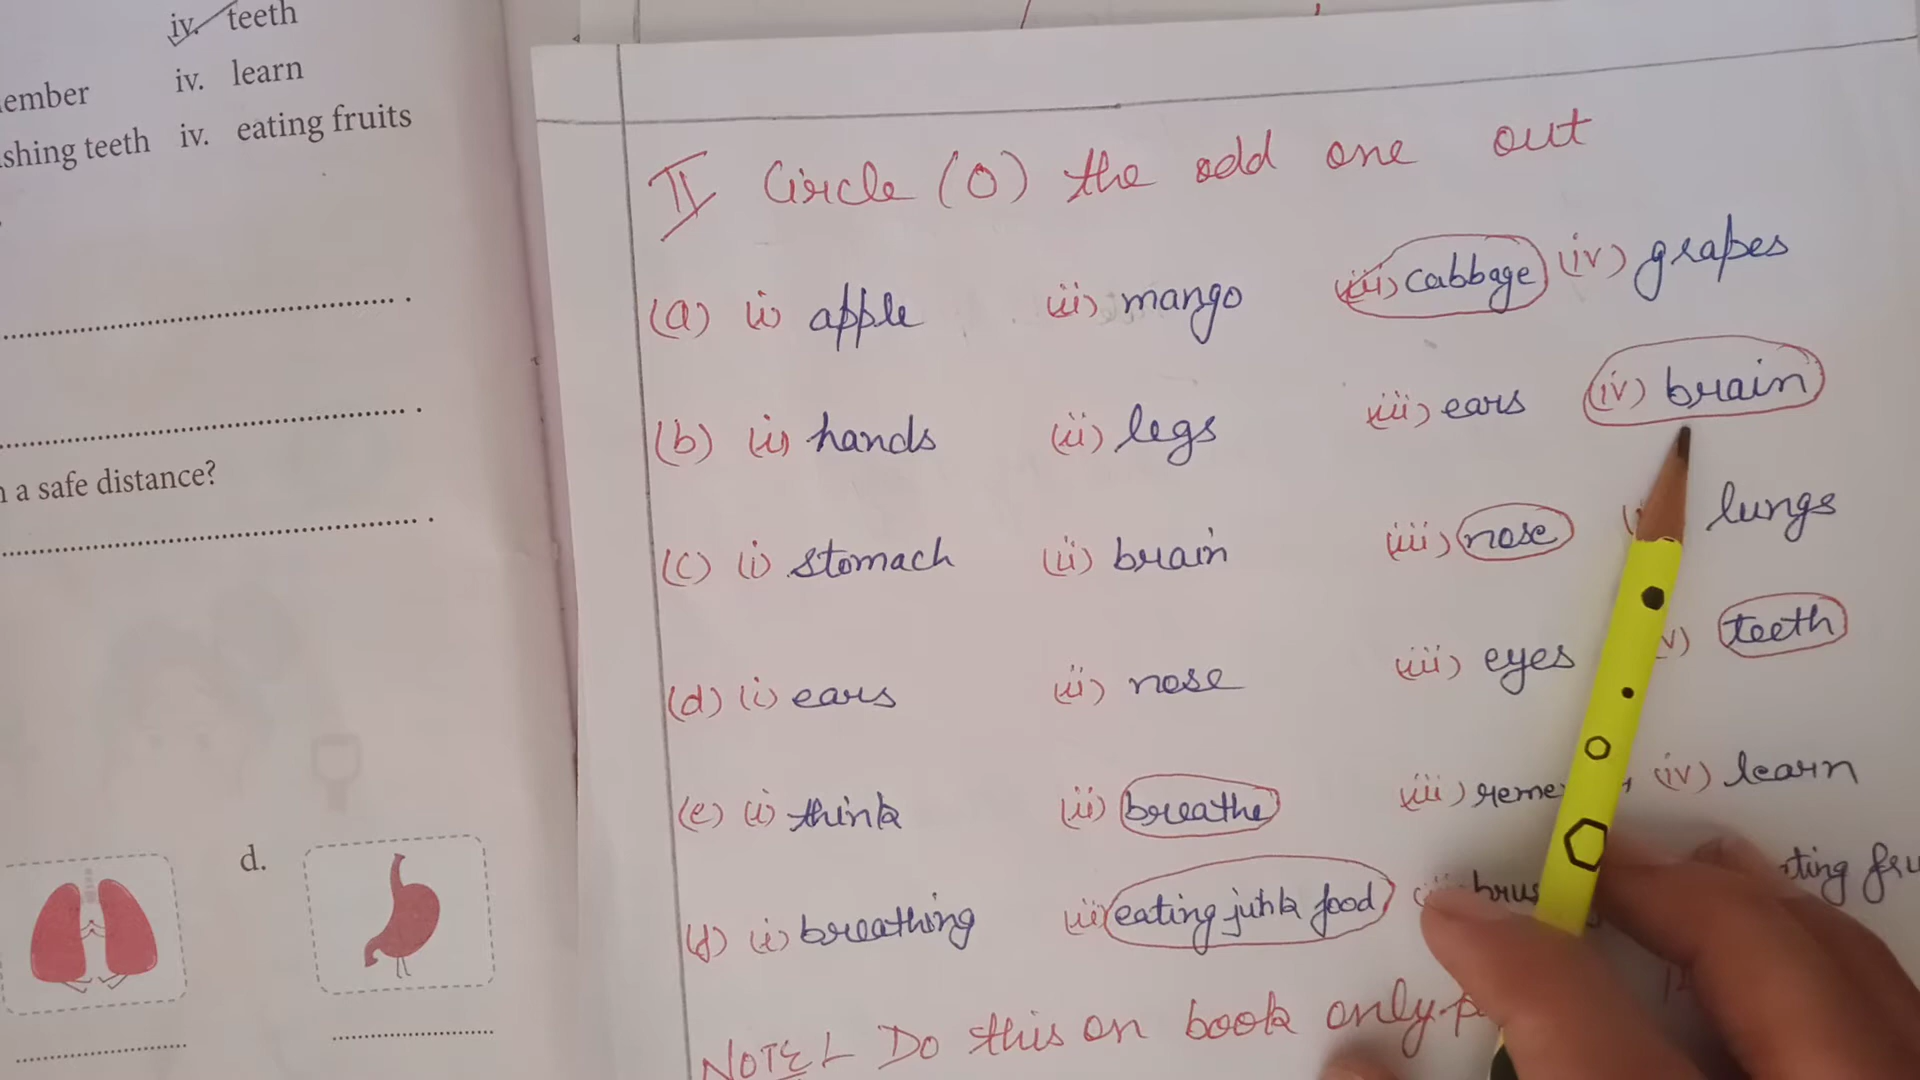 iv. teeth
ember iv. learn
shing teeth iv. eating fruits
a safe distance?
d.
II Circle (O) the odd one out
(a) (i) apple (ii) mango (iii) cabbage (iv) grapes
(b) (i) hands (ii) legs (iii) ears (iv) brain
(c) (i) stomach (ii) brain (iii) nose lungs
(d) (i) ears (ii) nose (iii) eyes teeth
(e) (i) think (ii) breathe (iii) reme (iv) learn
(f) (i) breathing (ii) eating junk food brus ting fru
NOTE:- Do this on book only